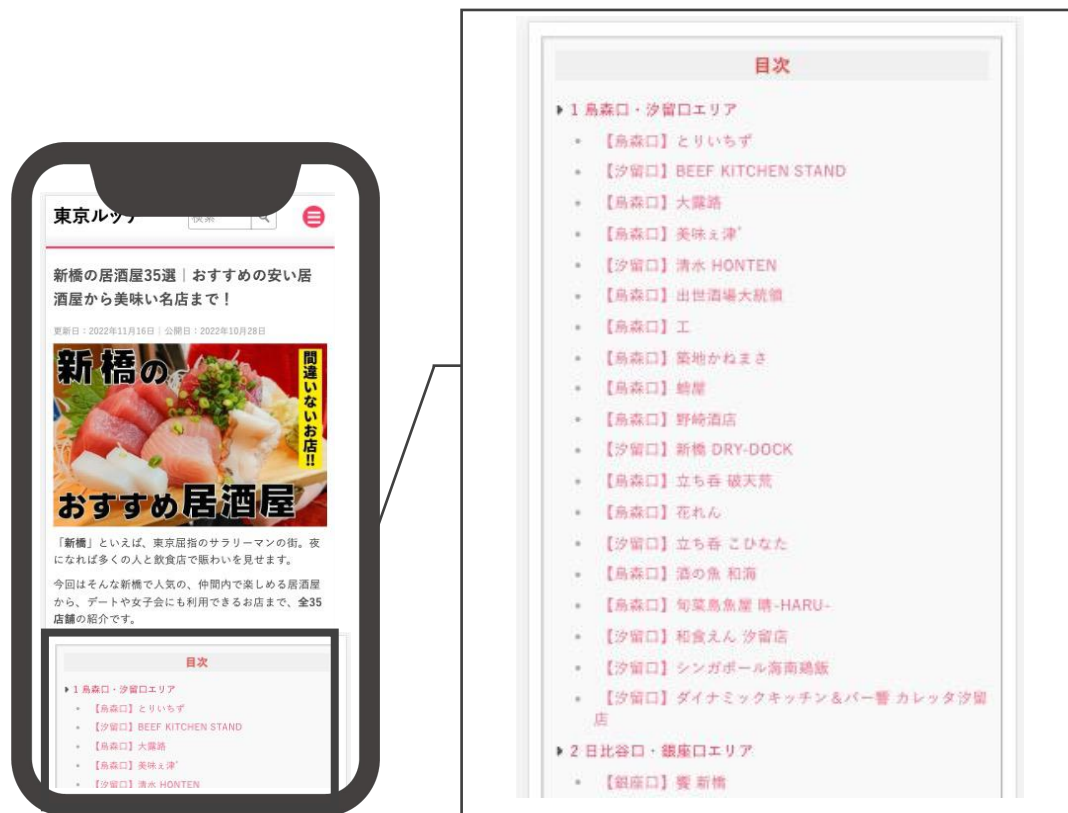 東京ルッチ
検索
新橋の居酒屋35選｜おすすめの安い居
酒屋から美味い名店まで！
更新日：2022年11月16日｜公開日：2022年10月28日
新橋の
間違いないお店!!
おすすめ居酒屋
「新橋」といえば、東京屈指のサラリーマンの街。夜
になれば多くの人と飲食店で賑わいを見せます。
今回はそんな新橋で人気の、仲間内で楽しめる居酒屋
から、デートや女子会にも利用できるお店まで、全35
店舗の紹介です。
目次
1 烏森口・汐留口エリア
【烏森口】とりいちず
【汐留口】BEEF KITCHEN STAND
【烏森口】大露路
【烏森口】美味ぇ津゛
【汐留口】清水 HONTEN
目次
1 烏森口・汐留口エリア
【烏森口】とりいちず
【汐留口】BEEF KITCHEN STAND
【烏森口】大露路
【烏森口】美味ぇ津゛
【汐留口】清水 HONTEN
【烏森口】出世酒場大統領
【烏森口】工
【烏森口】築地かねまさ
【烏森口】蛸屋
【烏森口】野崎酒店
【汐留口】新橋 DRY-DOCK
【烏森口】立ち呑 破天荒
【烏森口】花れん
【汐留口】立ち呑 こひなた
【烏森口】酒の魚 和海
【烏森口】旬菜島魚屋 晴-HARU-
【汐留口】和食えん 汐留店
【汐留口】シンガポール海南鶏飯
【汐留口】ダイナミックキッチン＆バー響 カレッタ汐留
店
2 日比谷口・銀座口エリア
【銀座口】饗 新橋